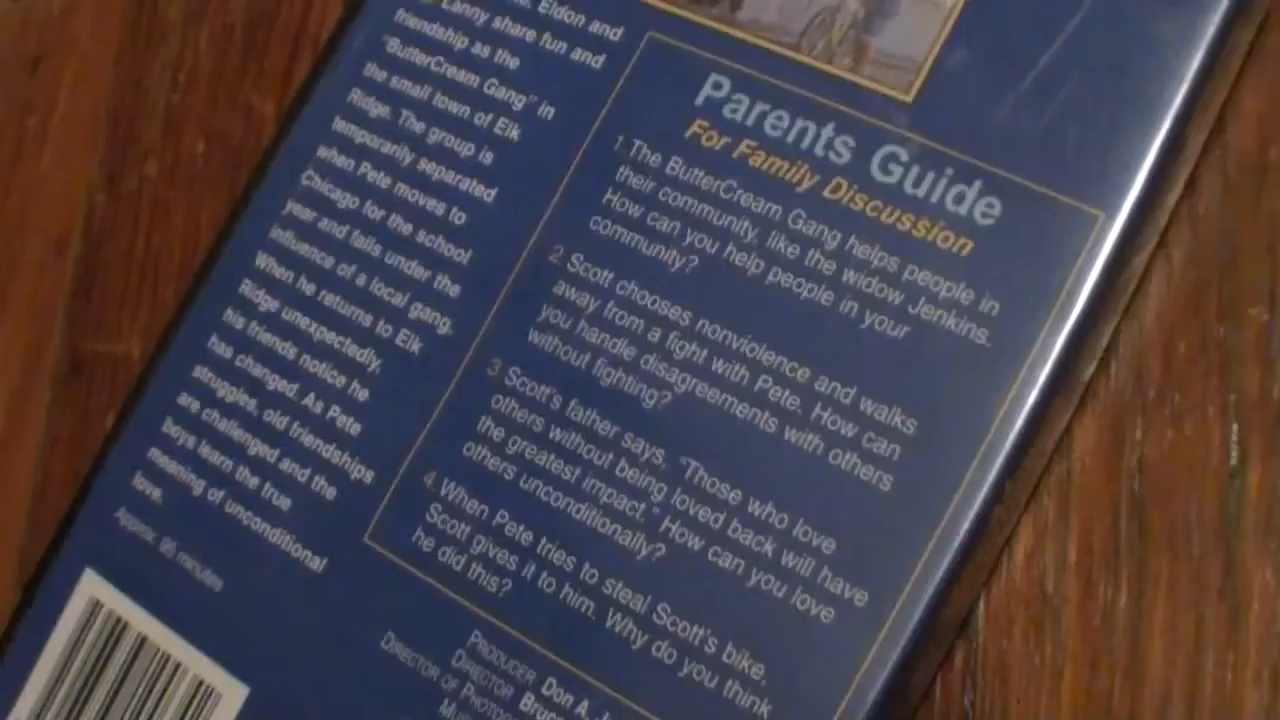 Eldon and
Lanny share fun and
friendship as the
"ButterCream Gang" in
the small town of Elk
Ridge. The group is
temporarily separated
when Pete moves to
Chicago for the school
year and falls under the
influence of a local gang.
When he returns to Elk
Ridge unexpectedly,
his friends notice he
has changed. As Pete
struggles, old friendships
are challenged and the
boys learn the true
meaning of unconditional
love.
Approx. 95 minutes
Parents Guide
For Family Discussion
1. The ButterCream Gang helps people in
their community, like the widow Jenkins.
How can you help people in your
community?
2. Scott chooses nonviolence and walks
away from a fight with Pete. How can
you handle disagreements with others
without fighting?
3. Scott's father says, "Those who love
others without being loved back will have
the greatest impact." How can you love
others unconditionally?
4. When Pete tries to steal Scott's bike,
Scott gives it to him. Why do you think
he did this?
PRODUCER Don A.
DIRECTOR Bruce
DIRECTOR OF